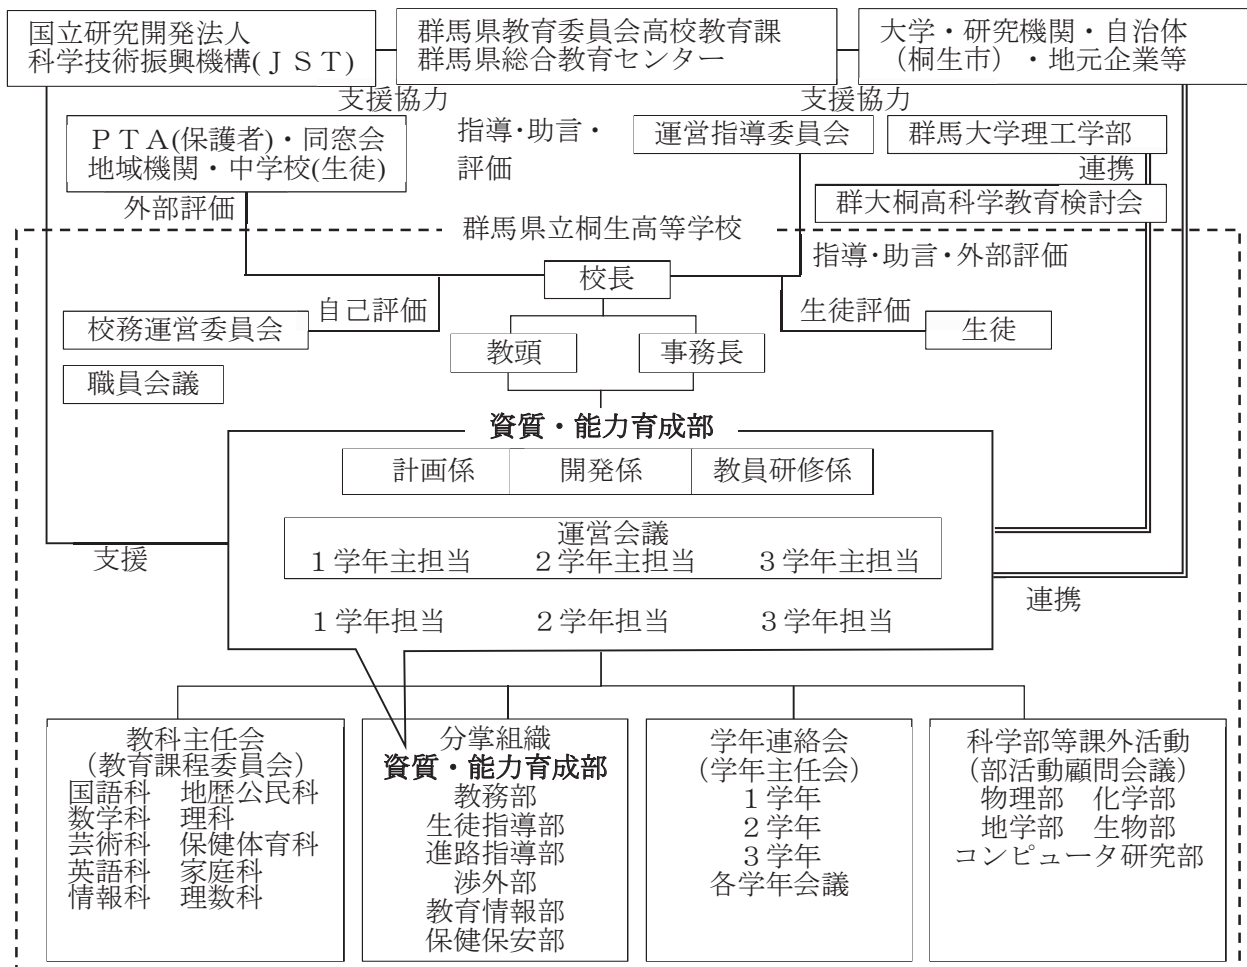 国立研究開発法人
科学技術振興機構(ＪＳＴ)
群馬県教育委員会高校教育課
群馬県総合教育センター
大学・研究機関・自治体
（桐生市）・地元企業等
支援協力
支援協力
ＰＴＡ(保護者)・同窓会
地域機関・中学校(生徒)
指導・助言・
評価
運営指導委員会
群馬大学理工学部
連携
外部評価
群大桐高科学教育検討会
群馬県立桐生高等学校
指導・助言・外部評価
校長
自己評価
生徒評価
校務運営委員会
生徒
教頭
事務長
職員会議
資質・能力育成部
計画係
開発係
教員研修係
運営会議
１学年主担当　２学年主担当　３学年主担当
支援
連携
１学年担当　２学年担当　３学年担当
教科主任会
（教育課程委員会）
国語科　地歴公民科
数学科　理科
芸術科　保健体育科
英語科　家庭科
情報科　理数科
分掌組織
資質・能力育成部
教務部
生徒指導部
進路指導部
渉外部
教育情報部
保健保安部
学年連絡会
(学年主任会)
１学年
２学年
３学年
各学年会議
科学部等課外活動
(部活動顧問会議)
物理部　化学部
地学部　生物部
コンピュータ研究部